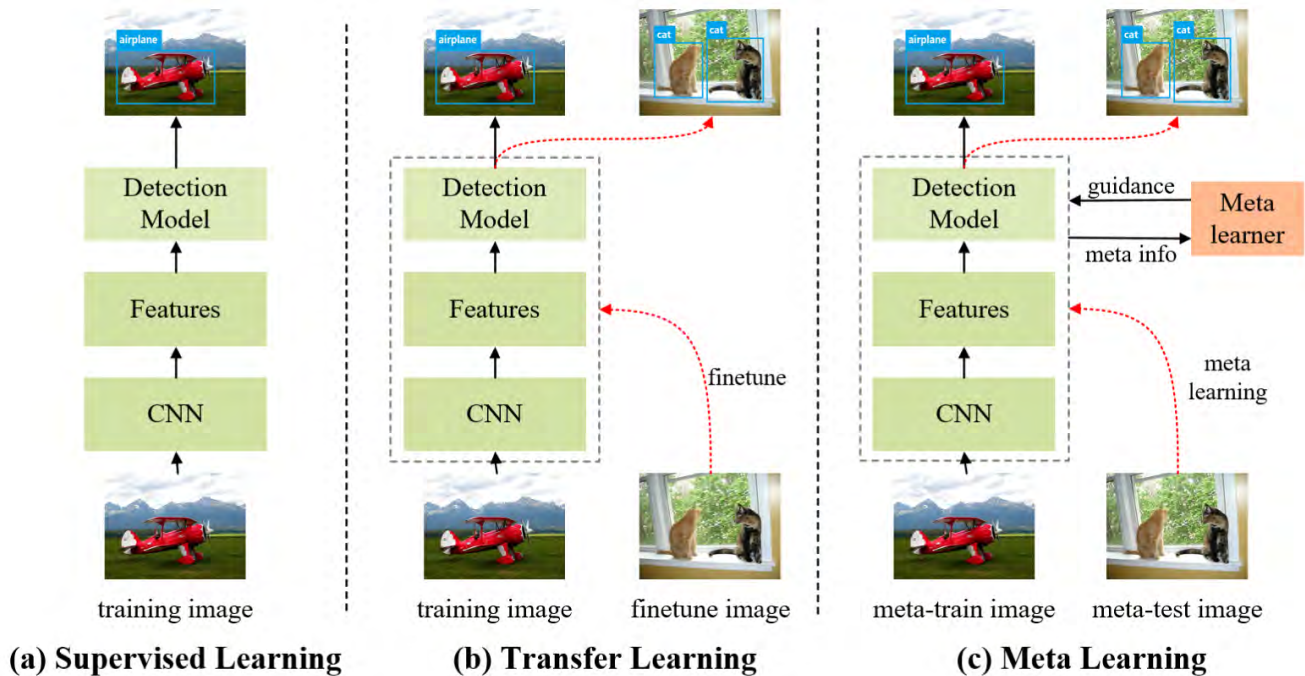 airplane
Detection
Model
Features
CNN
training image
(a) Supervised Learning
airplane
cat
cat
Detection
Model
Features
CNN
finetune
training image
finetune image
(b) Transfer Learning
airplane
cat
cat
Detection
Model
guidance
Meta
learner
meta info
Features
meta
learning
CNN
meta-train image
meta-test image
(c) Meta Learning